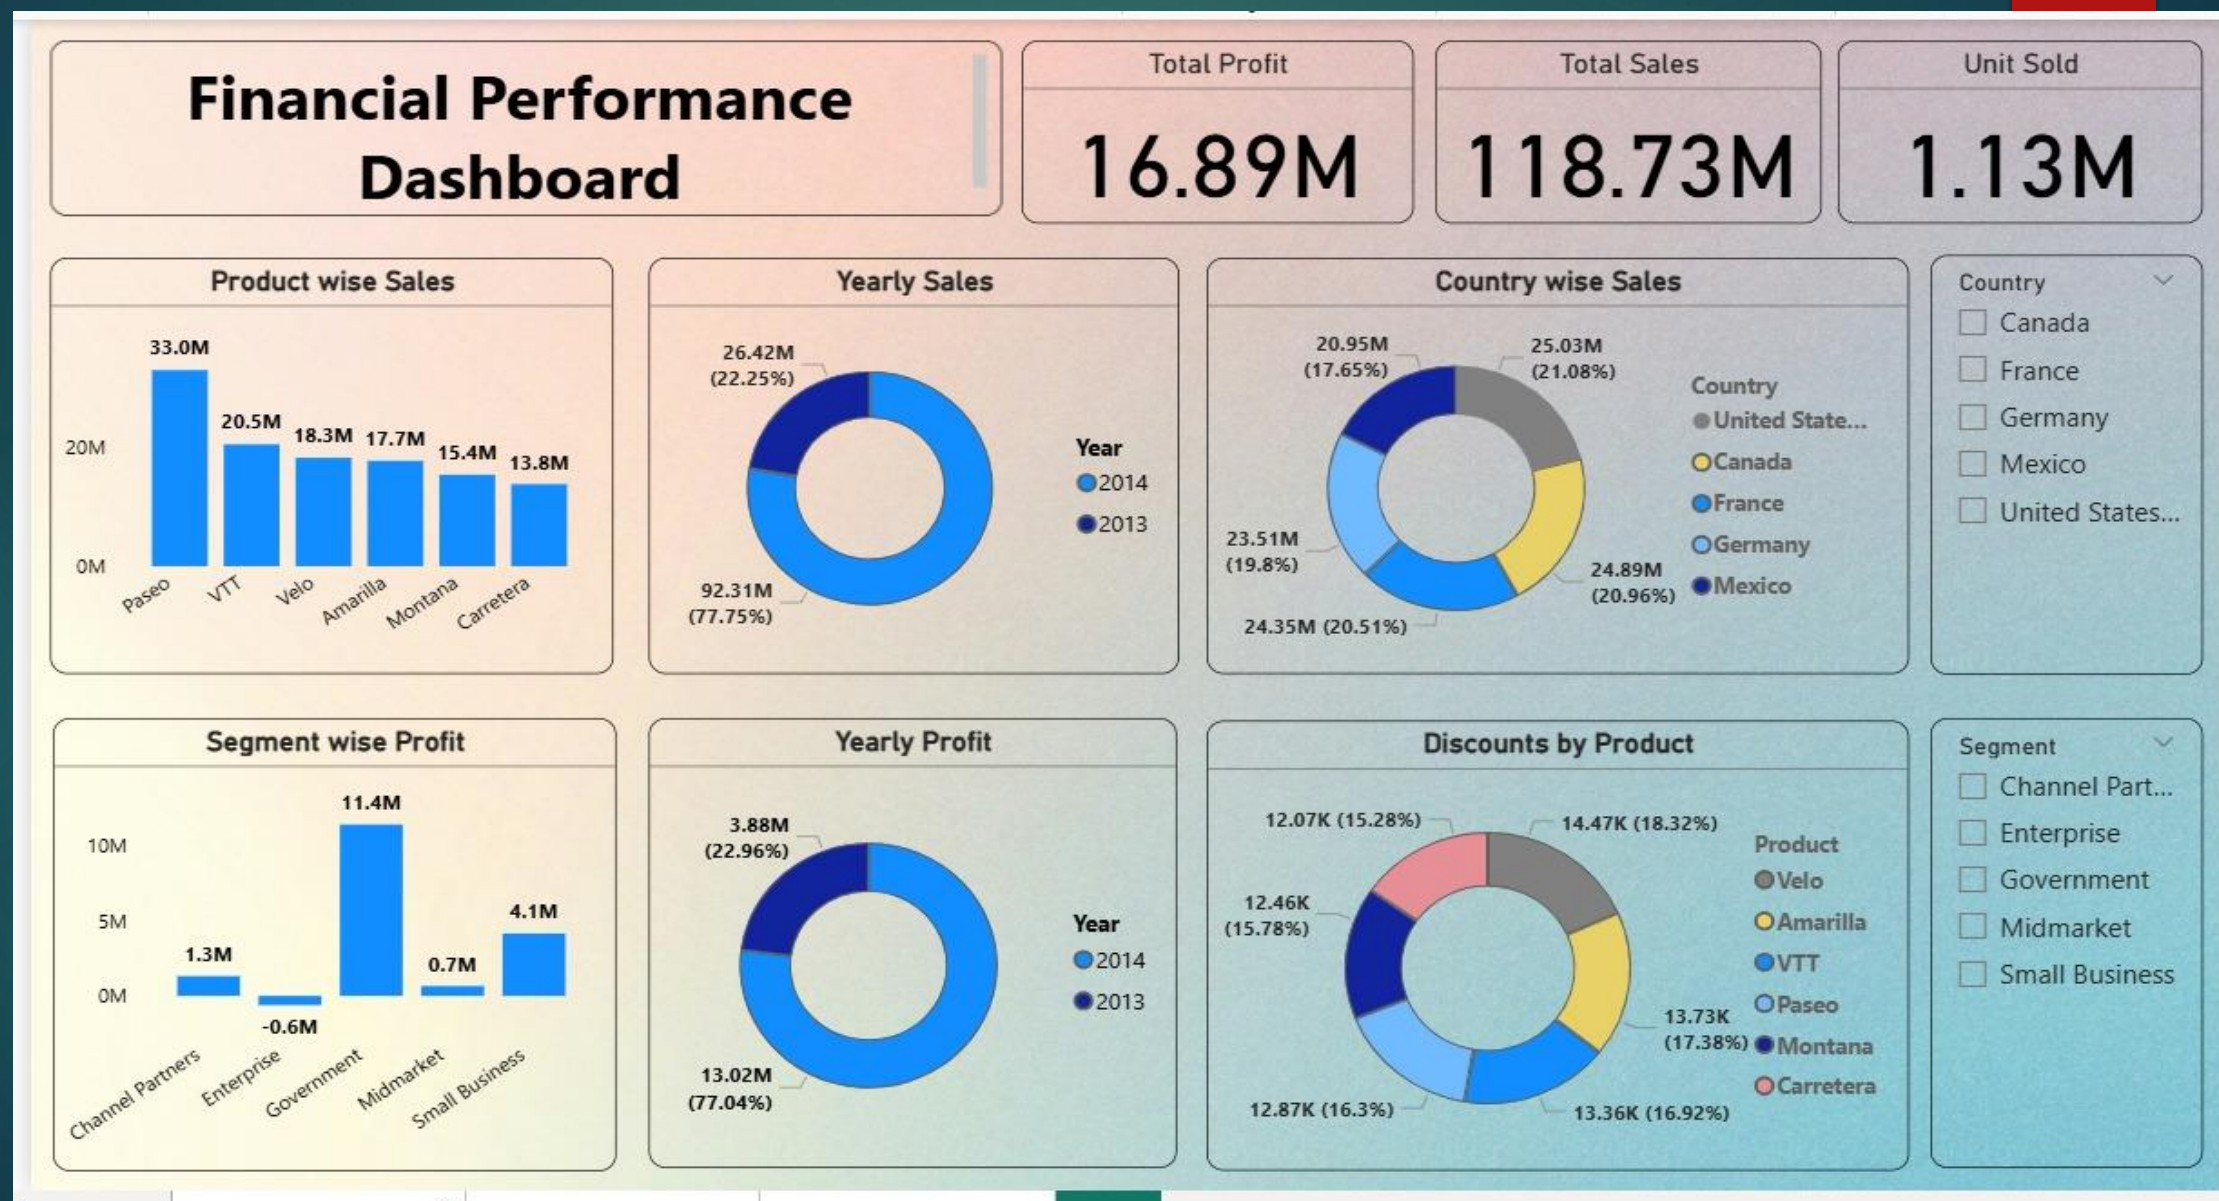 Financial Performance
Dashboard
Total Profit
16.89M
Total Sales
118.73M
Unit Sold
1.13M
Product wise Sales
33.0M
20.5M
18.3M
17.7M
15.4M
13.8M
20M
0M
Paseo
VTT
Velo
Amarilla
Montana
Carretera
Yearly Sales
26.42M
(22.25%)
92.31M
(77.75%)
Year
2014
2013
Country wise Sales
20.95M
(17.65%)
25.03M
(21.08%)
23.51M
(19.8%)
24.89M
(20.96%)
24.35M (20.51%)
Country
United State...
Canada
France
Germany
Mexico
Country
Canada
France
Germany
Mexico
United States...
Segment wise Profit
11.4M
10M
5M
4.1M
1.3M
0.7M
0M
-0.6M
Channel Partners
Enterprise
Government
Midmarket
Small Business
Yearly Profit
3.88M
(22.96%)
13.02M
(77.04%)
Year
2014
2013
Discounts by Product
12.07K (15.28%)
14.47K (18.32%)
12.46K
(15.78%)
13.73K
(17.38%)
12.87K (16.3%)
13.36K (16.92%)
Product
Velo
Amarilla
VTT
Paseo
Montana
Carretera
Segment
Channel Part...
Enterprise
Government
Midmarket
Small Business